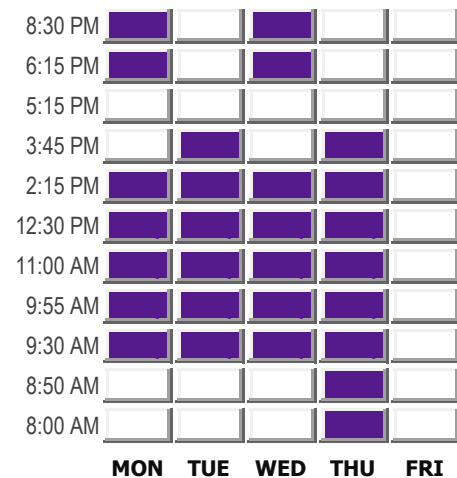 8:30 PM
6:15 PM
5:15 PM
3:45 PM
2:15 PM
12:30 PM
11:00 AM
9:55 AM
9:30 AM
8:50 AM
8:00 AM
MON TUE WED THU FRI